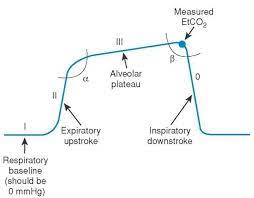 Measured
EtCO2
III
β
α
Alveolar
plateau
0
II
I
Expiratory
upstroke
Inspiratory
downstroke
Respiratory
baseline
(should be
0 mmHg)